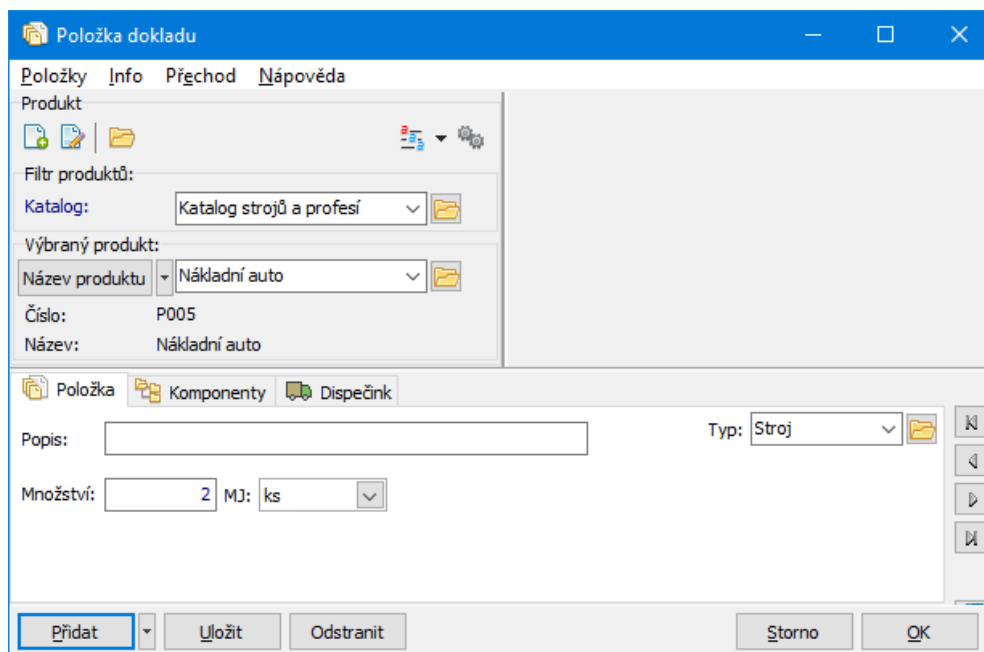 Položka dokladu
Položky Info Přechod Nápověda
Produkt
Filtr produktů:
Katalog: Katalog strojů a profesí
Výbraný produkt:
Název produktu Nákladní auto
Číslo: P005
Název: Nákladní auto
Položka Komponenty Dispečink
Popis: Typ: Stroj
Množství: 2 MJ: ks
Přidat Uložit Odstranit Storno OK